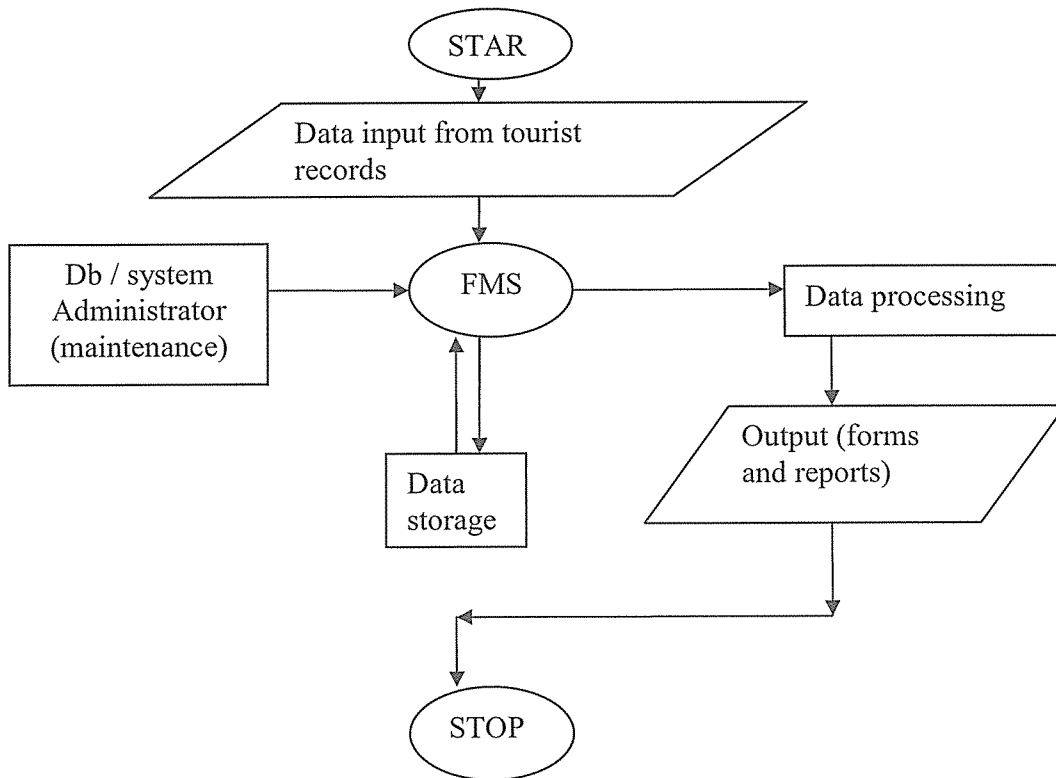 STAR
Data input from tourist
records
Db / system
Administrator
(maintenance)
FMS
Data processing
Output (forms
and reports)
Data
storage
STOP